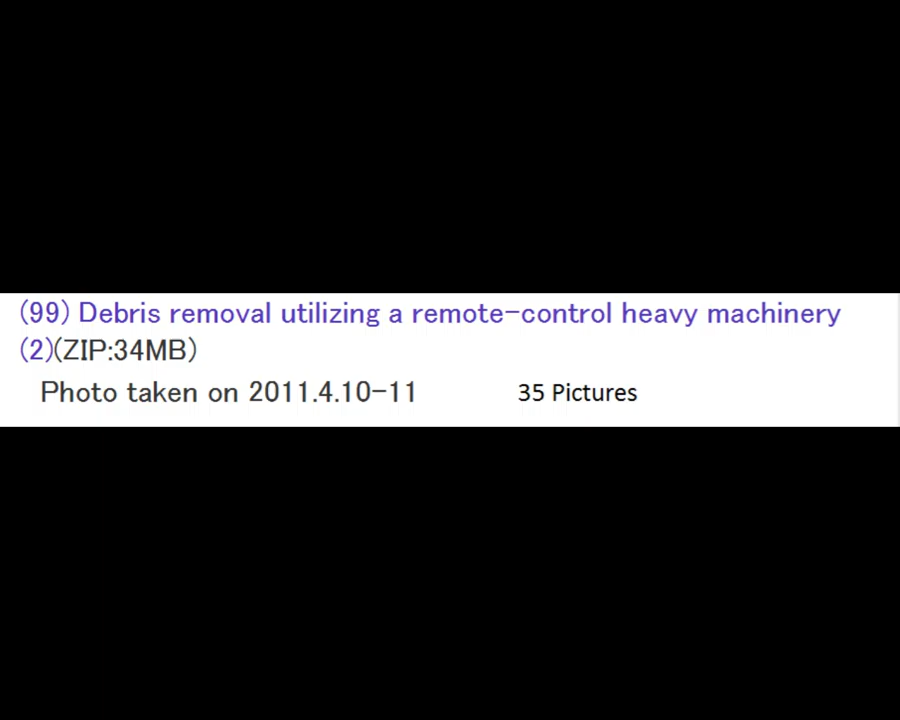 (99) Debris removal utilizing a remote-control heavy machinery
(2)(ZIP:34MB)
Photo taken on 2011.4.10-11 35 Pictures